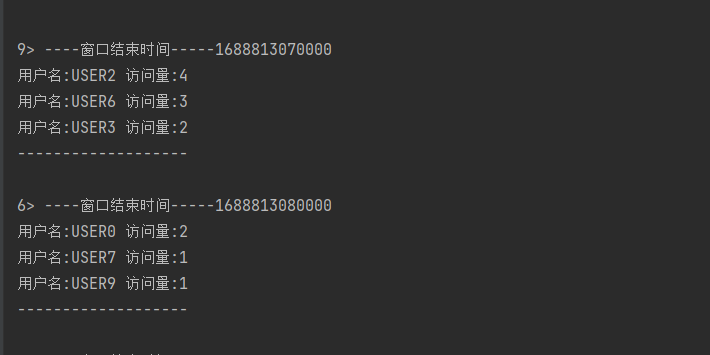 9> ----窗口结束时间-----1688813070000
用户名:USER2 访问量:4
用户名:USER6 访问量:3
用户名:USER3 访问量:2
-------------------
6> ----窗口结束时间-----1688813080000
用户名:USER0 访问量:2
用户名:USER7 访问量:1
用户名:USER9 访问量:1
-------------------